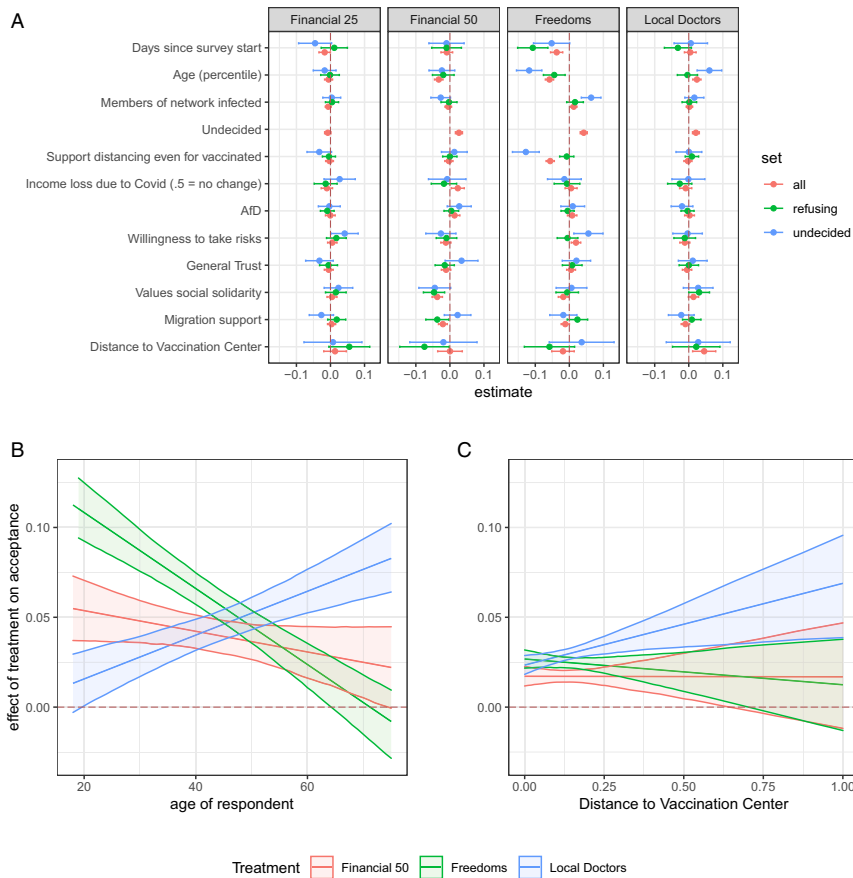 A
Financial 25
Financial 50
Freedoms
Local Doctors
Days since survey start
Age (percentile)
Members of network infected
Undecided
Support distancing even for vaccinated
Income loss due to Covid (.5 = no change)
AfD
Willingness to take risks
General Trust
Values social solidarity
Migration support
Distance to Vaccination Center
−0.1 0.0 0.1 −0.1 0.0 0.1 −0.1 0.0 0.1 −0.1 0.0 0.1
estimate
set
all
refusing
undecided
B
effect of treatment on acceptance
0.10
0.05
0.00
20 40 60
age of respondent
C
0.10
0.05
0.00
0.00 0.25 0.50 0.75 1.00
Distance to Vaccination Center
Treatment Financial 50 Freedoms Local Doctors